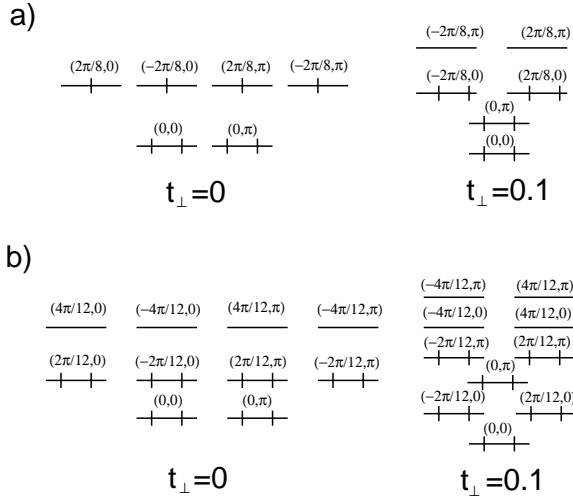 a)
(2π/8,0) (-2π/8,0) (2π/8,π) (-2π/8,π)
(0,0) (0,π)
t⊥=0
(-2π/8,π) (2π/8,π)
(-2π/8,0) (2π/8,0)
(0,π)
(0,0)
t⊥=0.1
b)
(4π/12,0) (-4π/12,0) (4π/12,π) (-4π/12,π)
(2π/12,0) (-2π/12,0) (2π/12,π) (-2π/12,π)
(0,0) (0,π)
t⊥=0
(-4π/12,π) (4π/12,π)
(-4π/12,0) (4π/12,0)
(-2π/12,π) (2π/12,π)
(0,π)
(-2π/12,0) (2π/12,0)
(0,0)
t⊥=0.1